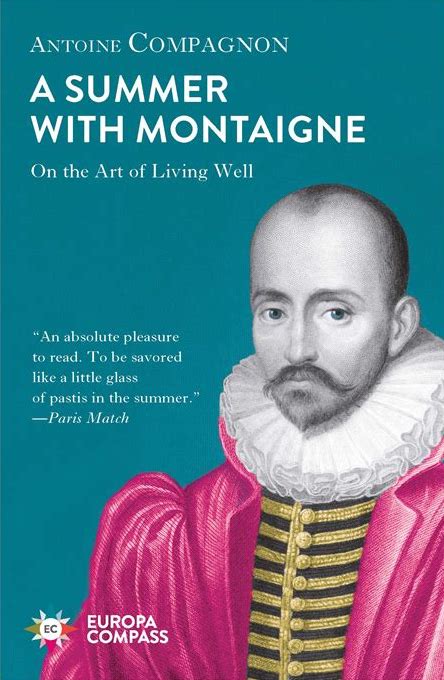 ANTOINE COMPAGNON
A SUMMER
WITH MONTAIGNE
On the Art of Living Well
“An absolute pleasure
to read. To be savored
like a little glass
of pastis in the summer.”
—Paris Match
EC
EUROPA
COMPASS